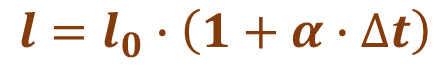 l = l₀ · (1 + α · Δt)